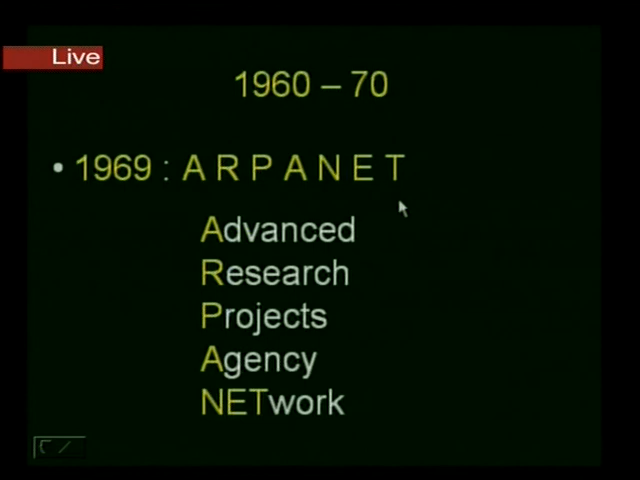 Live
1960 – 70
• 1969 : A R P A N E T
Advanced
Research
Projects
Agency
NETwork